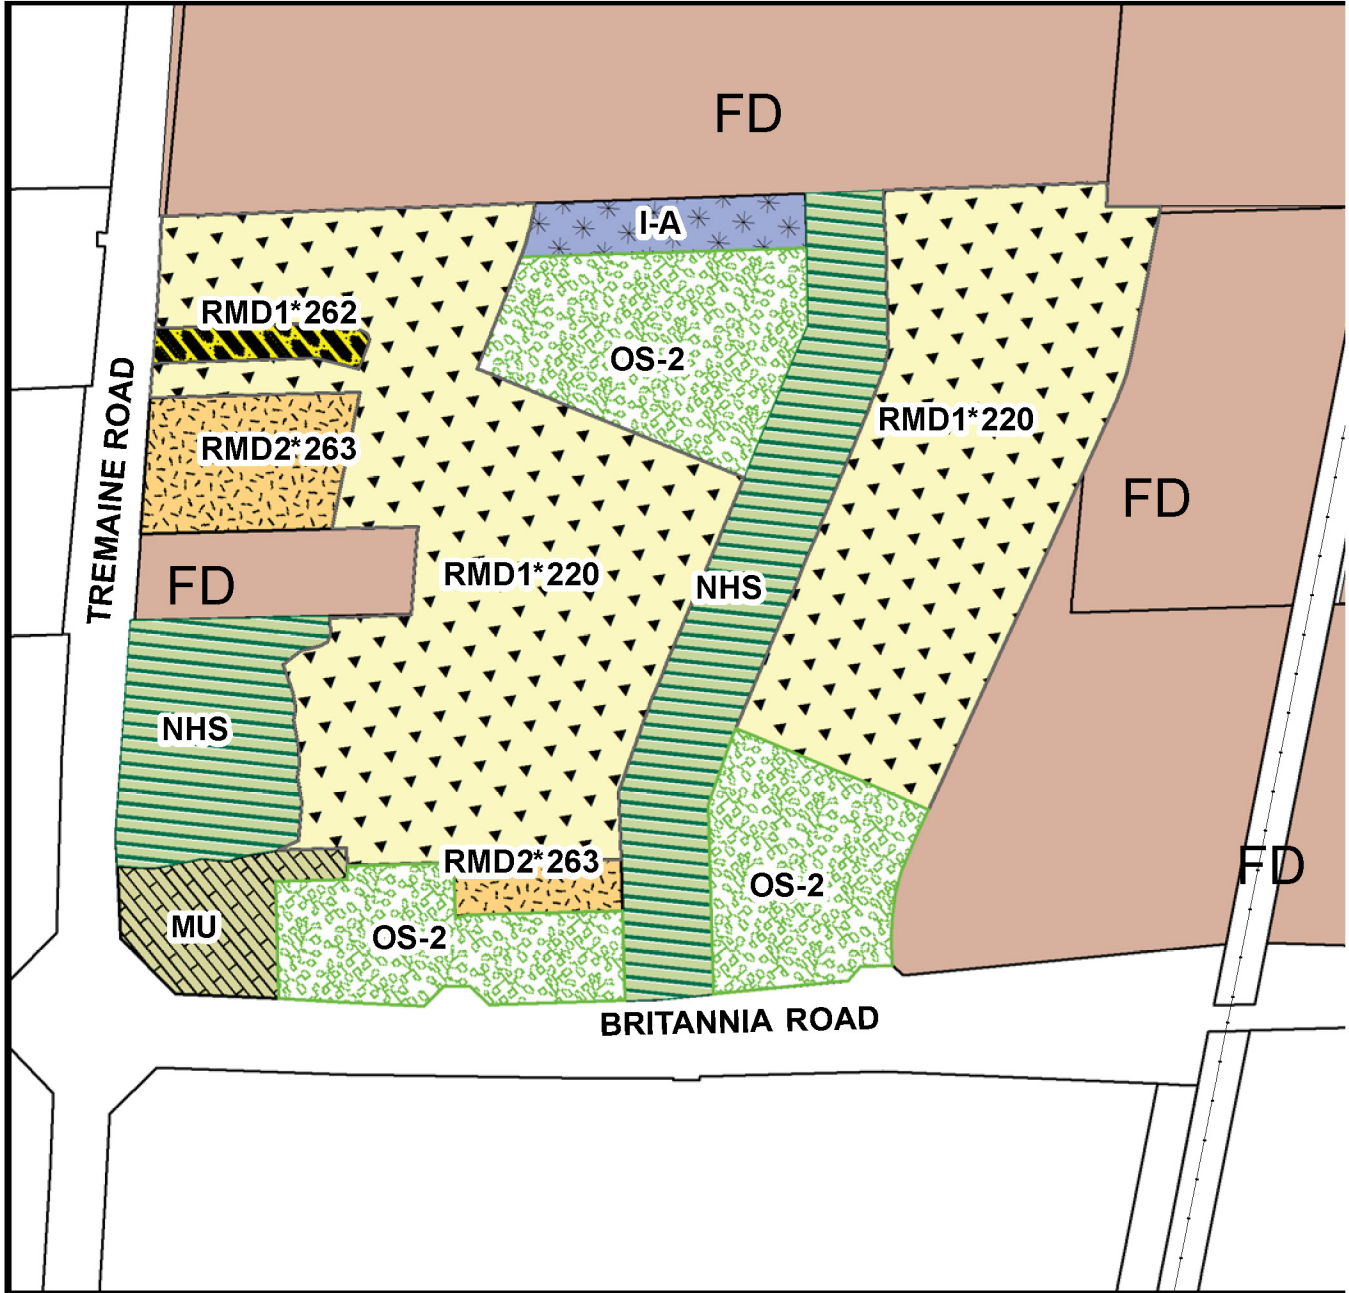 FD
I-A
RMD1*262
OS-2
RMD1*220
RMD2*263
TREMAINE ROAD
FD
RMD1*220
FD
NHS
NHS
RMD2*263
FD
OS-2
MU
OS-2
BRITANNIA ROAD